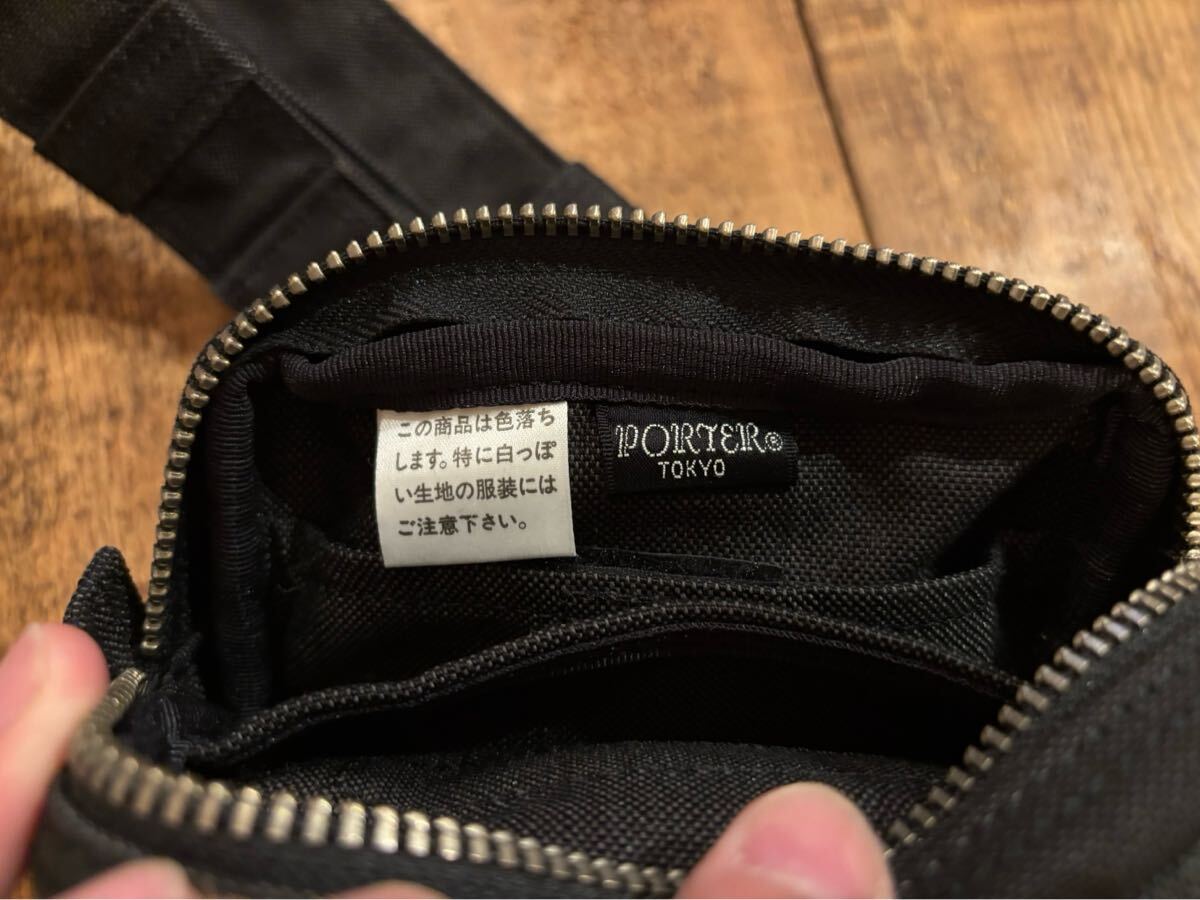 この商品は色落ち
します。特に白っぽ
い生地の服装には
ご注意下さい。
PORTER®
TOKYO